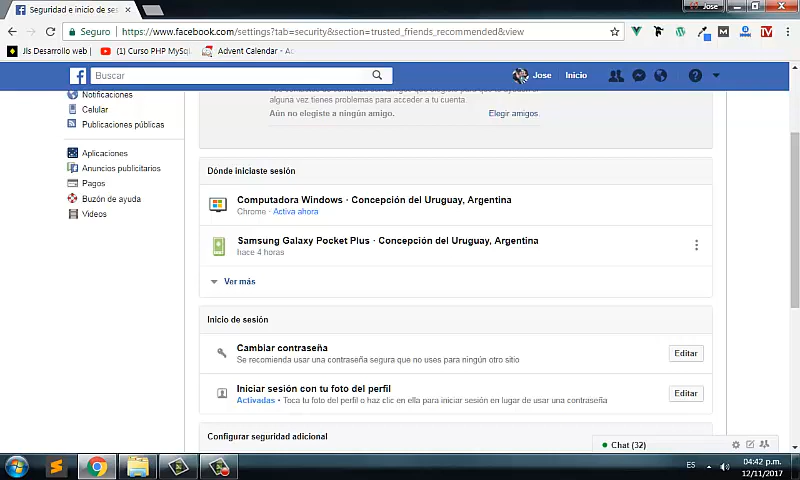 Seguridad e inicio de ses
Jose
Seguro
https://www.facebook.com/settings?tab=security&section=trusted_friends_recommended&view
Jls Desarrollo web
(1) Curso PHP MySql
Advent Calendar - Ac
Buscar
Jose
Inicio
Notificaciones
Celular
Publicaciones públicas
Aplicaciones
Anuncios publicitarios
Pagos
Buzón de ayuda
Videos
alguna vez tienes problemas para acceder a tu cuenta.
Aún no elegiste a ningún amigo.
Elegir amigos
Dónde iniciaste sesión
Computadora Windows · Concepción del Uruguay, Argentina
Chrome · Activa ahora
Samsung Galaxy Pocket Plus · Concepción del Uruguay, Argentina
hace 4 horas
Ver más
Inicio de sesión
Cambiar contraseña
Se recomienda usar una contraseña segura que no uses para ningún otro sitio
Editar
Iniciar sesión con tu foto del perfil
Activadas • Toca tu foto del perfil o haz clic en ella para iniciar sesión en lugar de usar una contraseña
Editar
Configurar seguridad adicional
Chat (32)
ES
04:42 p.m.
12/11/2017